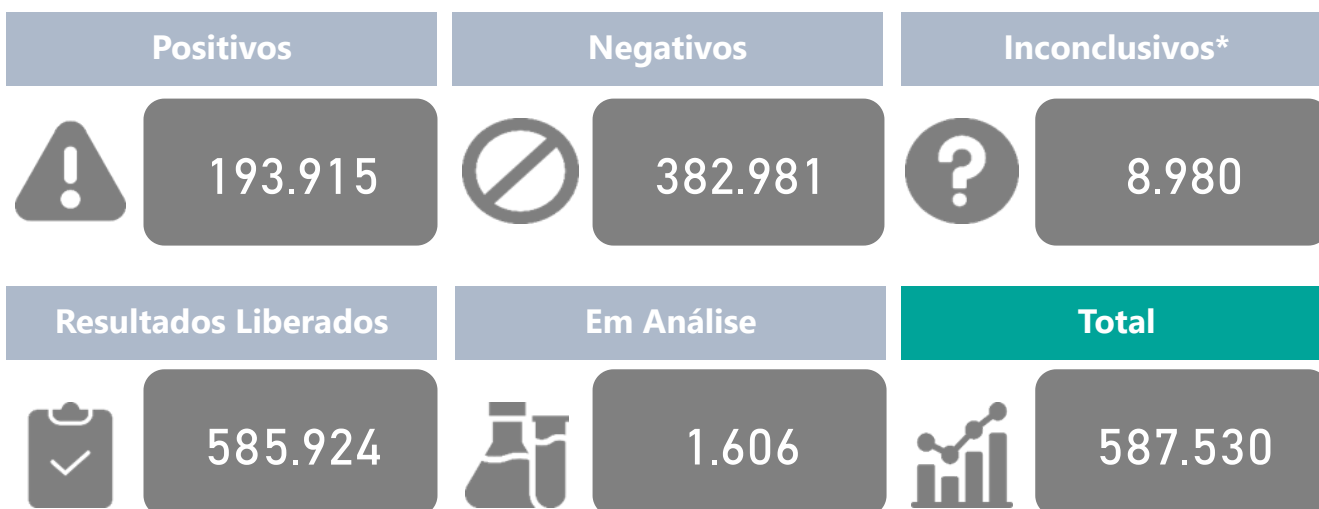 Positivos
Negativos
Inconclusivos*
193.915
382.981
8.980
Resultados Liberados
Em Análise
Total
585.924
1.606
587.530